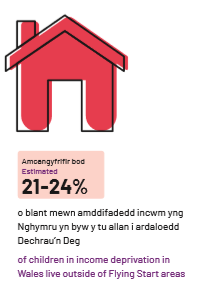 Amcangyfrifir bod
Estimated
21-24%
o blant mewn amddifadedd incwm yng
Nghymru yn byw y tu allan i ardaloedd
Dechrau’n Deg
of children in income deprivation in
Wales live outside of Flying Start areas